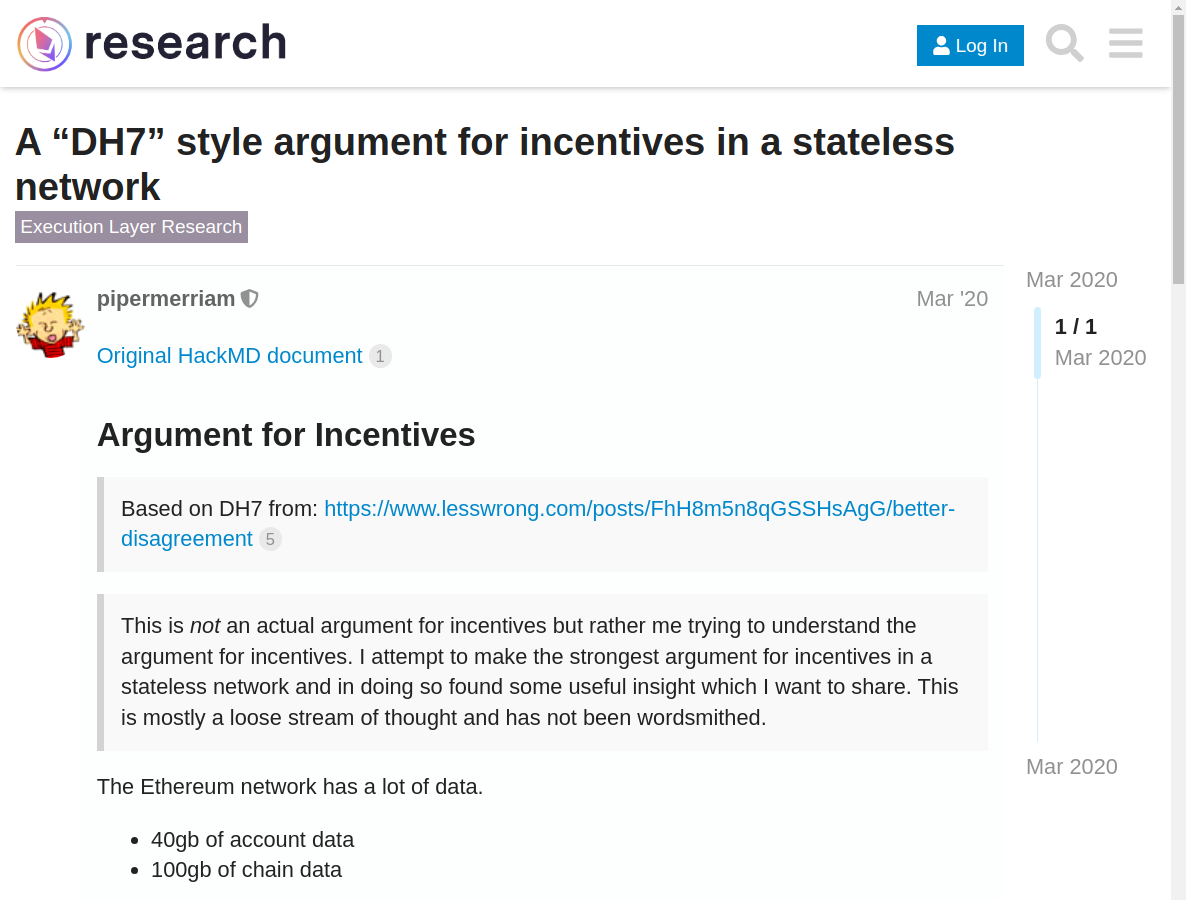 research
Log In
A “DH7” style argument for incentives in a stateless
network
Execution Layer Research
Mar 2020
pipermerriam
Mar '20
1 / 1
Mar 2020
Original HackMD document 1
Argument for Incentives
Based on DH7 from: https://www.lesswrong.com/posts/FhH8m5n8qGSSHsAgG/better-
disagreement 5
This is not an actual argument for incentives but rather me trying to understand the
argument for incentives. I attempt to make the strongest argument for incentives in a
stateless network and in doing so found some useful insight which I want to share. This
is mostly a loose stream of thought and has not been wordsmithed.
Mar 2020
The Ethereum network has a lot of data.
40gb of account data
100gb of chain data